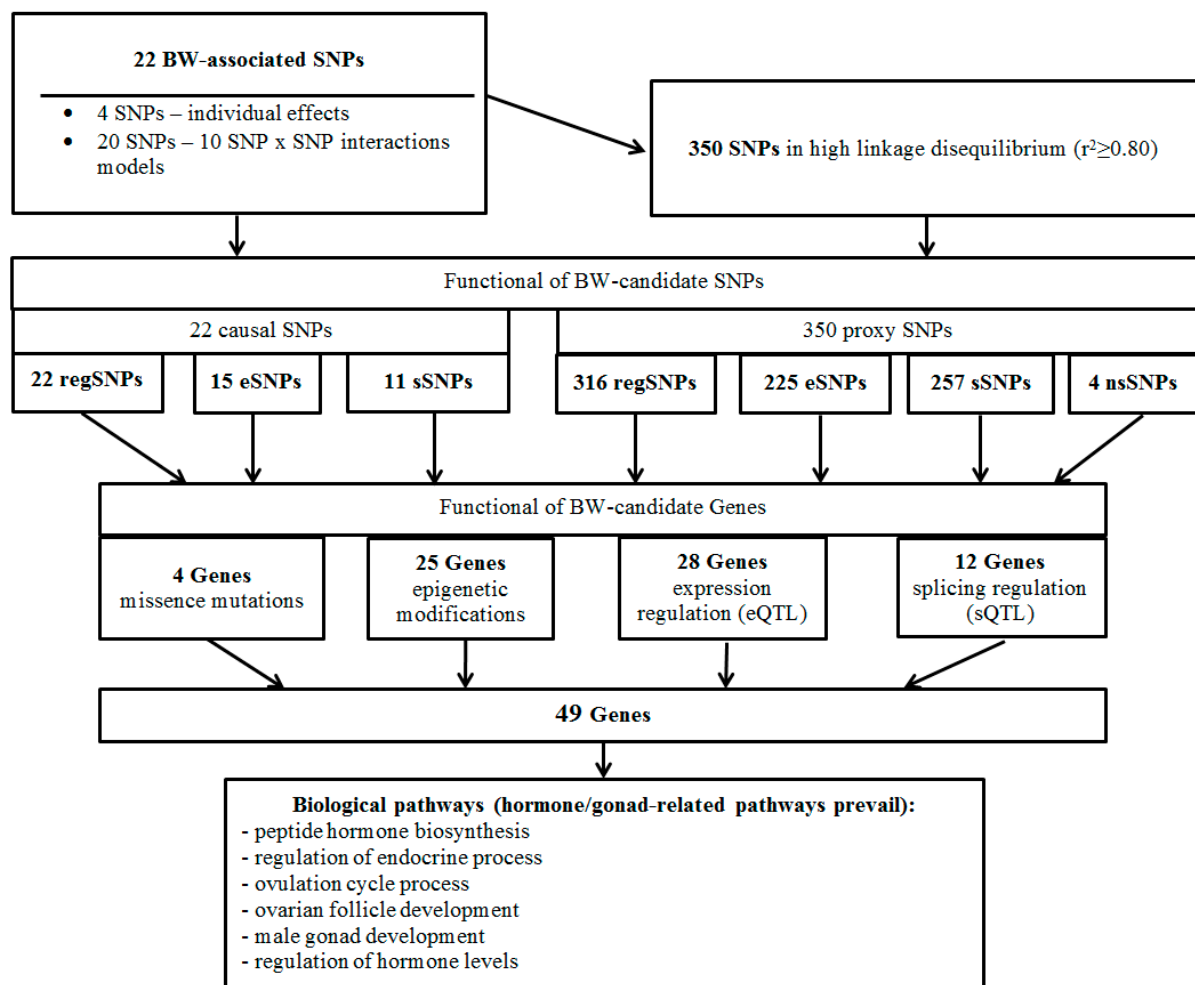 22 BW-associated SNPs
• 4 SNPs – individual effects
• 20 SNPs – 10 SNP x SNP interactions
models
350 SNPs in high linkage disequilibrium (r²≥0.80)
Functional of BW-candidate SNPs
22 causal SNPs
350 proxy SNPs
22 regSNPs
15 eSNPs
11 sSNPs
316 regSNPs
225 eSNPs
257 sSNPs
4 nsSNPs
Functional of BW-candidate Genes
4 Genes
missence mutations
25 Genes
epigenetic
modifications
28 Genes
expression
regulation (eQTL)
12 Genes
splicing regulation
(sQTL)
49 Genes
Biological pathways (hormone/gonad-related pathways prevail):
- peptide hormone biosynthesis
- regulation of endocrine process
- ovulation cycle process
- ovarian follicle development
- male gonad development
- regulation of hormone levels